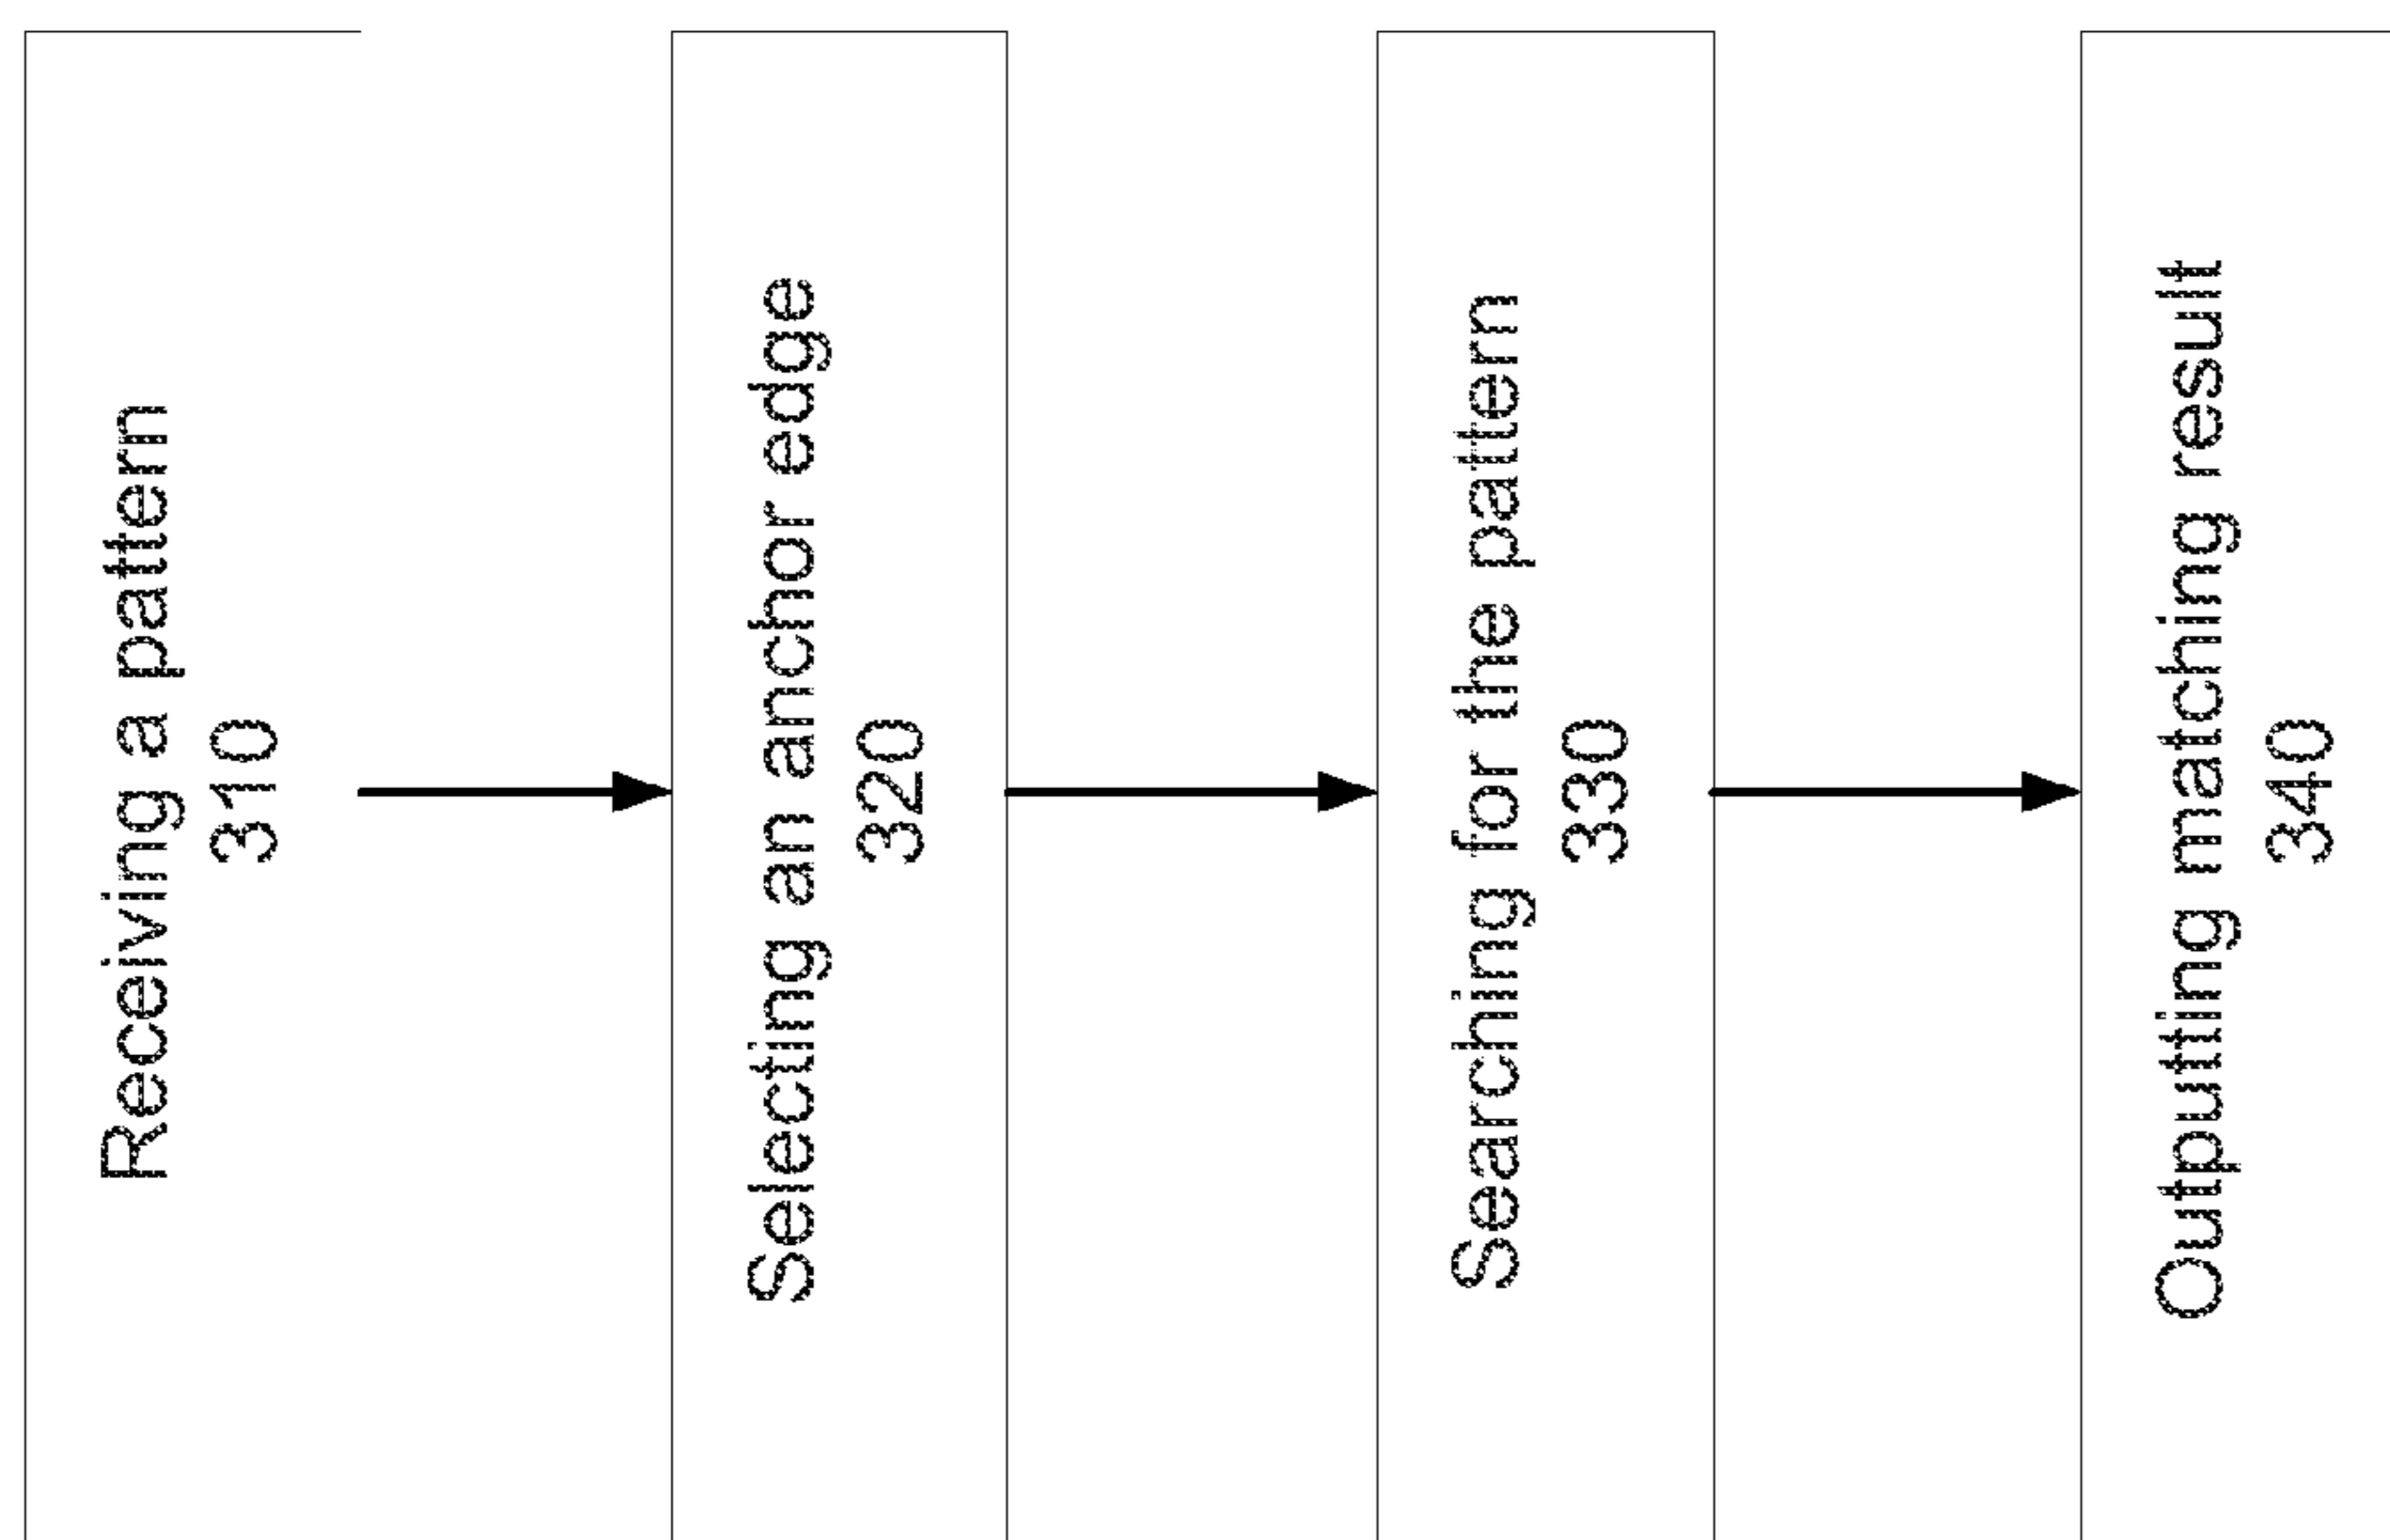 Receiving a pattern
310
Selecting an anchor edge
320
Searching for the pattern
330
Outputting matching result
340